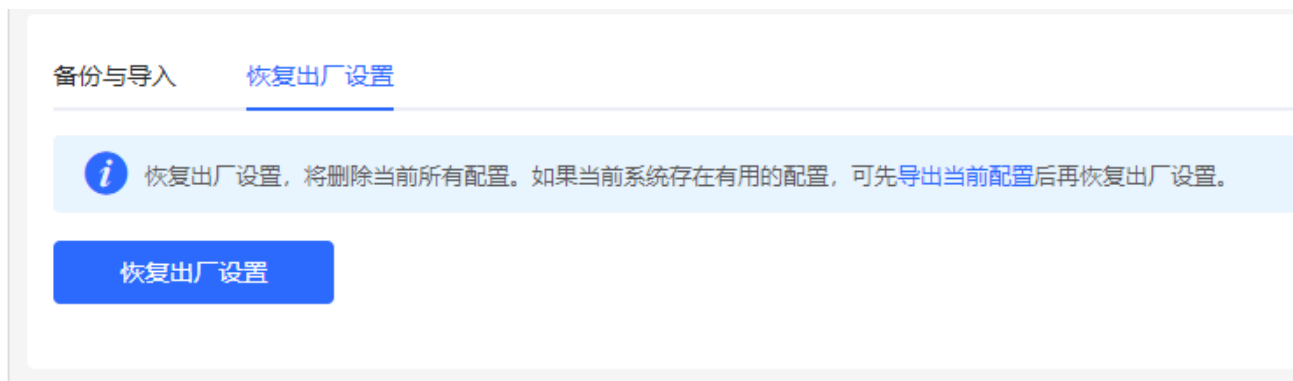 备份与导入 恢复出厂设置
恢复出厂设置，将删除当前所有配置。如果当前系统存在有用的配置，可先导出当前配置后再恢复出厂设置。
恢复出厂设置